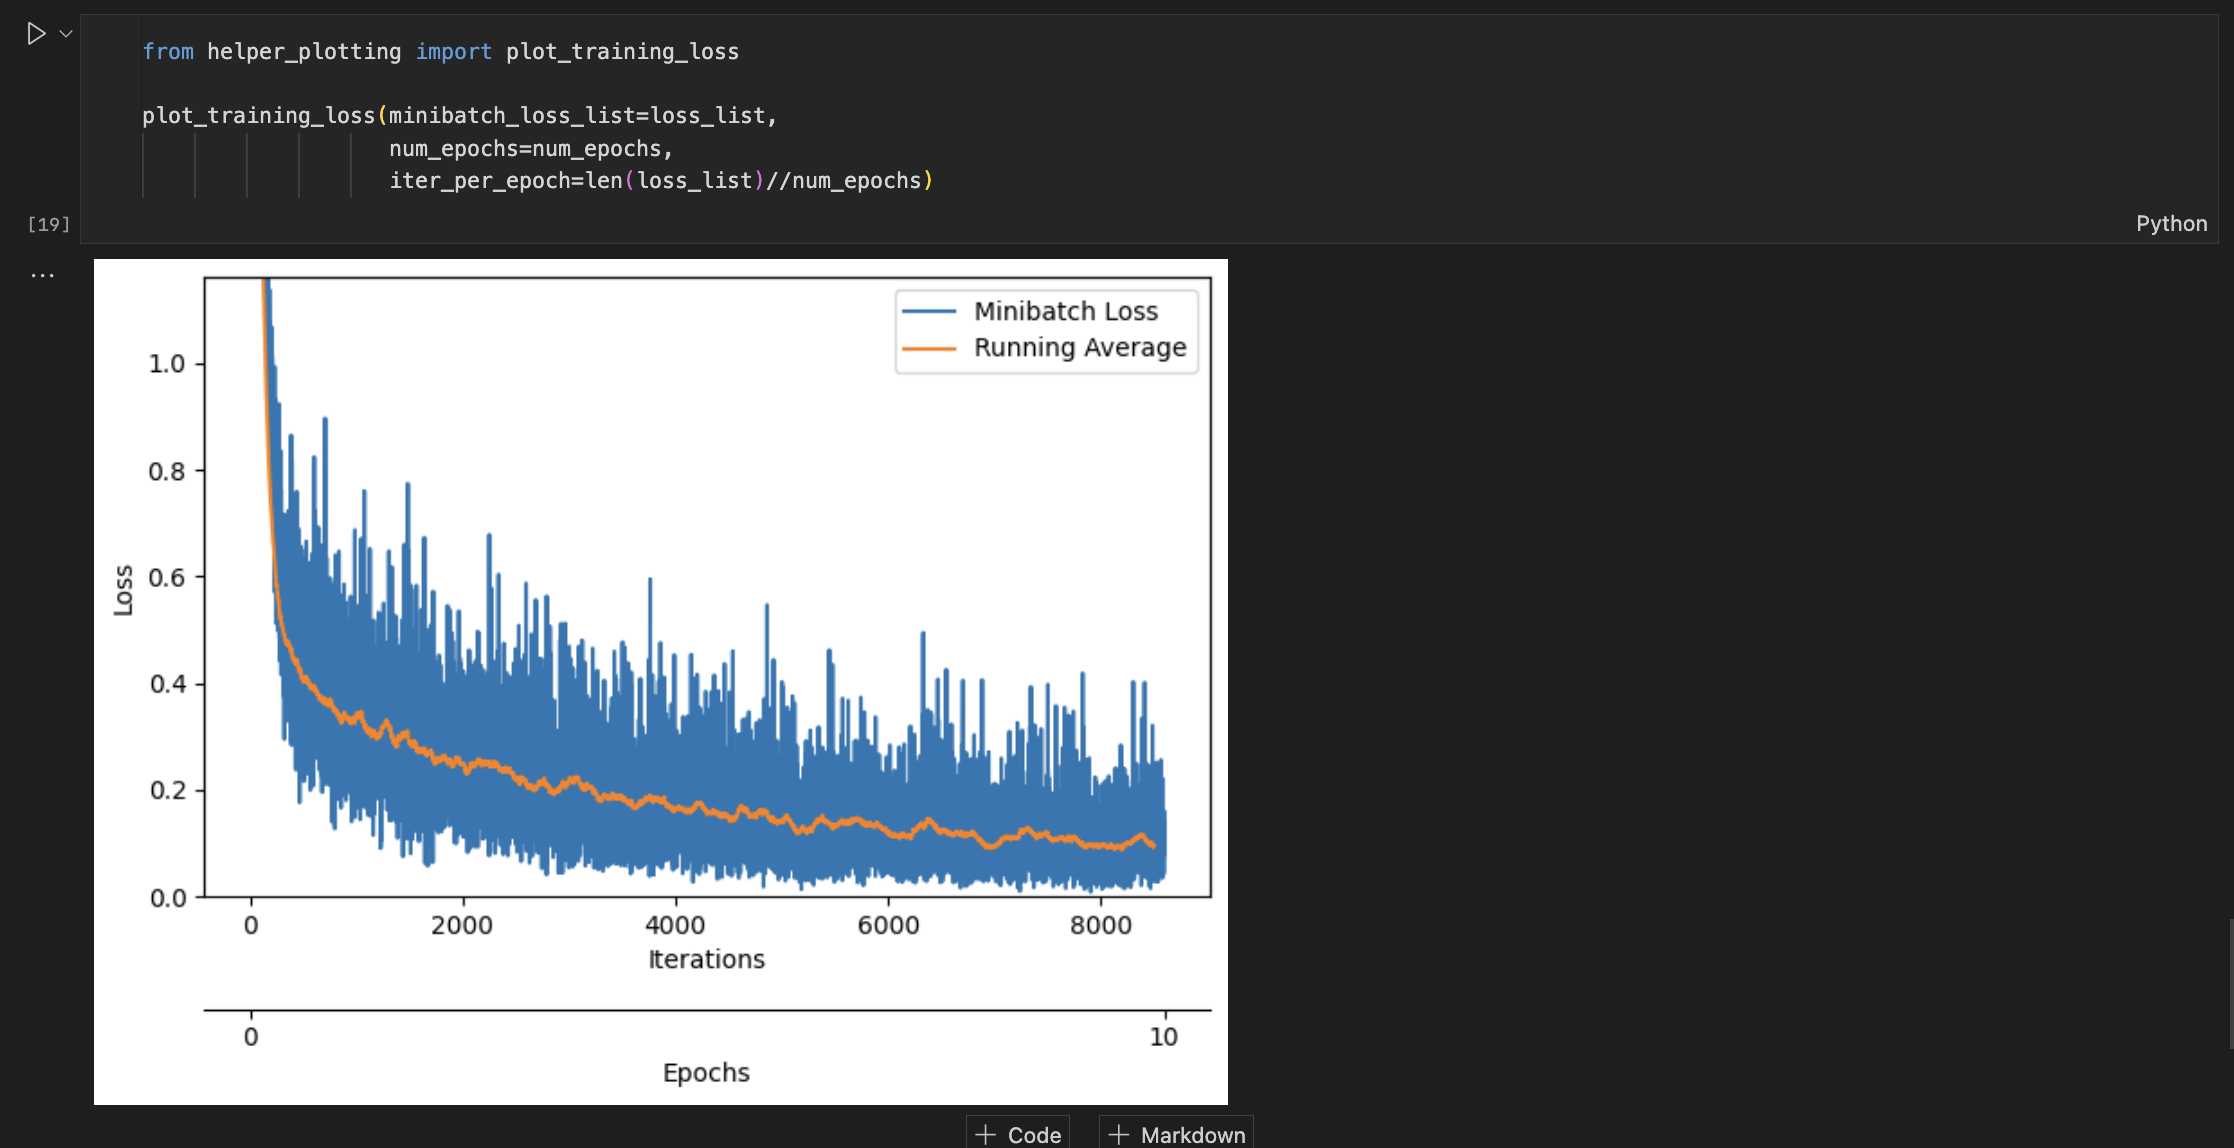 from helper_plotting import plot_training_loss
plot_training_loss(minibatch_loss_list=loss_list,
num_epochs=num_epochs,
iter_per_epoch=len(loss_list)//num_epochs)
[19]
Python
...
Minibatch Loss
Running Average
1.0
0.8
0.6
0.4
0.2
0.0
Loss
0 2000 4000 6000 8000
Iterations
0 10
Epochs
+ Code + Markdown